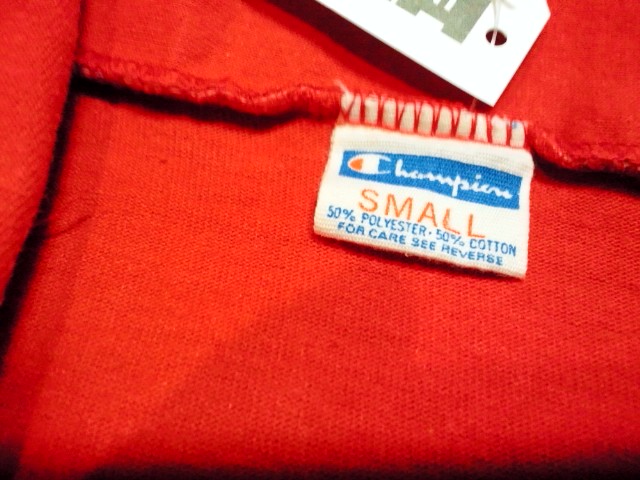 Champion
SMALL
50% POLYESTER · 50% COTTON
FOR CARE SEE REVERSE